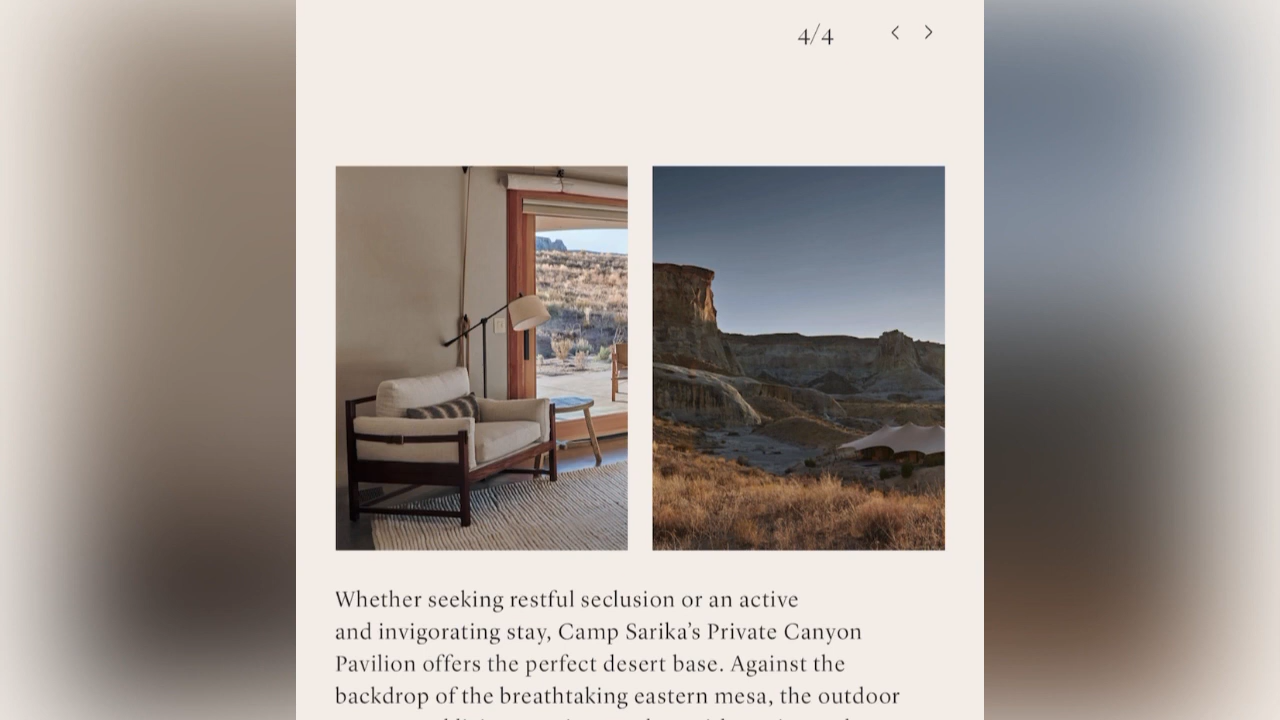 4/4
Whether seeking restful seclusion or an active
and invigorating stay, Camp Sarika’s Private Canyon
Pavilion offers the perfect desert base. Against the
backdrop of the breathtaking eastern mesa, the outdoor